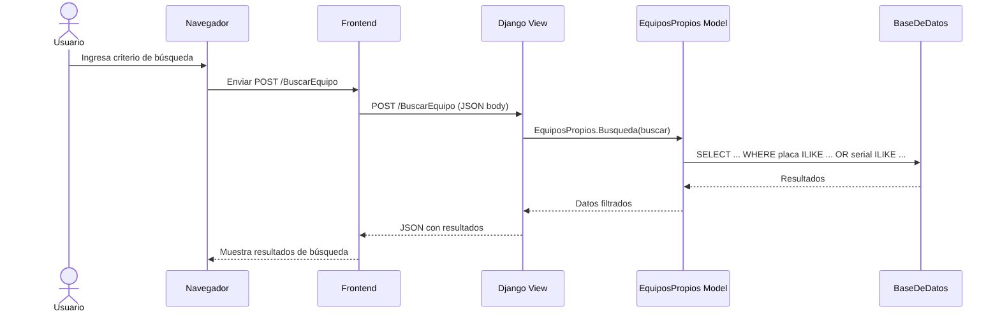 Usuario
Navegador
Frontend
Django View
EquiposPropios Model
BaseDeDatos
Ingresa criterio de búsqueda
Enviar POST /BuscarEquipo
POST /BuscarEquipo (JSON body)
EquiposPropios.Busqueda(buscar)
SELECT ... WHERE placa ILIKE ... OR serial ILIKE ...
Resultados
Datos filtrados
JSON con resultados
Muestra resultados de búsqueda
Usuario
Navegador
Frontend
Django View
EquiposPropios Model
BaseDeDatos